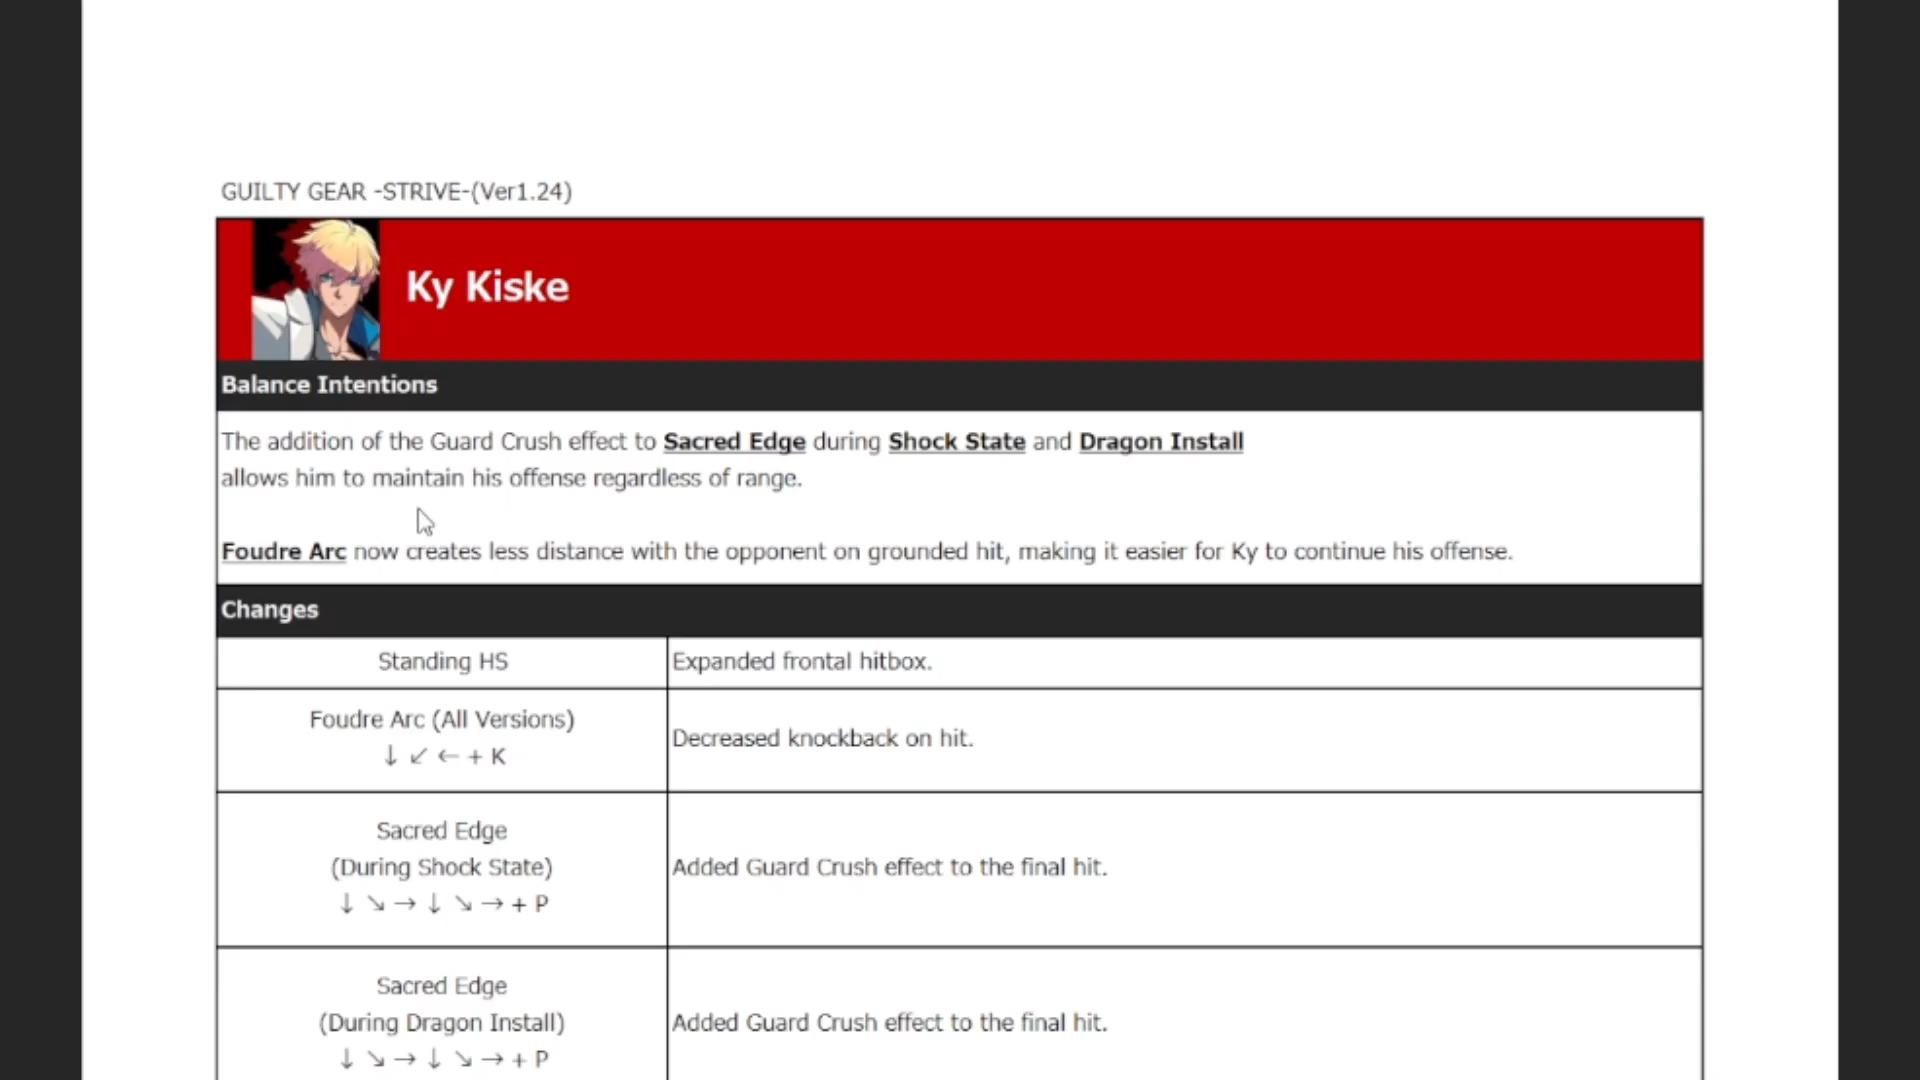 GUILTY GEAR -STRIVE-(Ver1.24)
Ky Kiske
Balance Intentions
The addition of the Guard Crush effect to Sacred Edge during Shock State and Dragon Install
allows him to maintain his offense regardless of range.
Foudre Arc now creates less distance with the opponent on grounded hit, making it easier for Ky to continue his offense.
Changes
Standing HS
Expanded frontal hitbox.
Foudre Arc (All Versions)
↓ ↙ ← + K
Decreased knockback on hit.
Sacred Edge
(During Shock State)
↓ ↘ → ↓ ↘ → + P
Added Guard Crush effect to the final hit.
Sacred Edge
(During Dragon Install)
↓ ↘ → ↓ ↘ → + P
Added Guard Crush effect to the final hit.